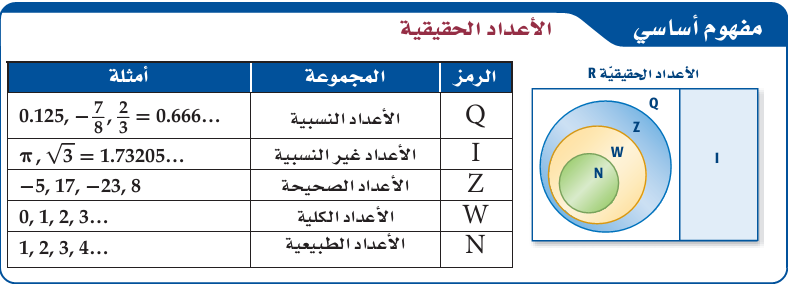 مفهوم أساسي
الأعداد الحقيقية
الأعداد الحقيقيّة R
Q
Z
W
N
I
الرمز المجموعة أمثلة
Q الأعداد النسبية 0.125, −7/8, 2/3 = 0.666...
I الأعداد غير النسبية π, √3 = 1.73205...
Z الأعداد الصحيحة −5, 17, −23, 8
W الأعداد الكلية 0, 1, 2, 3...
N الأعداد الطبيعية 1, 2, 3, 4...